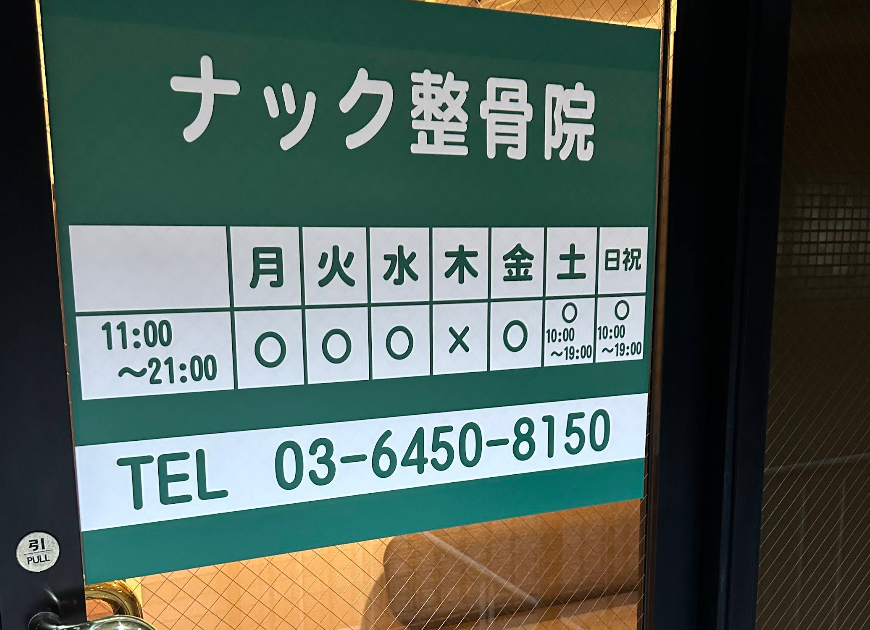 ナック整骨院
月 火 水 木 金 土 日祝
11:00 〜21:00 ○ ○ ○ × ○ ○ 10:00 〜19:00 ○ 10:00 〜19:00
TEL 03-6450-8150
引
PULL